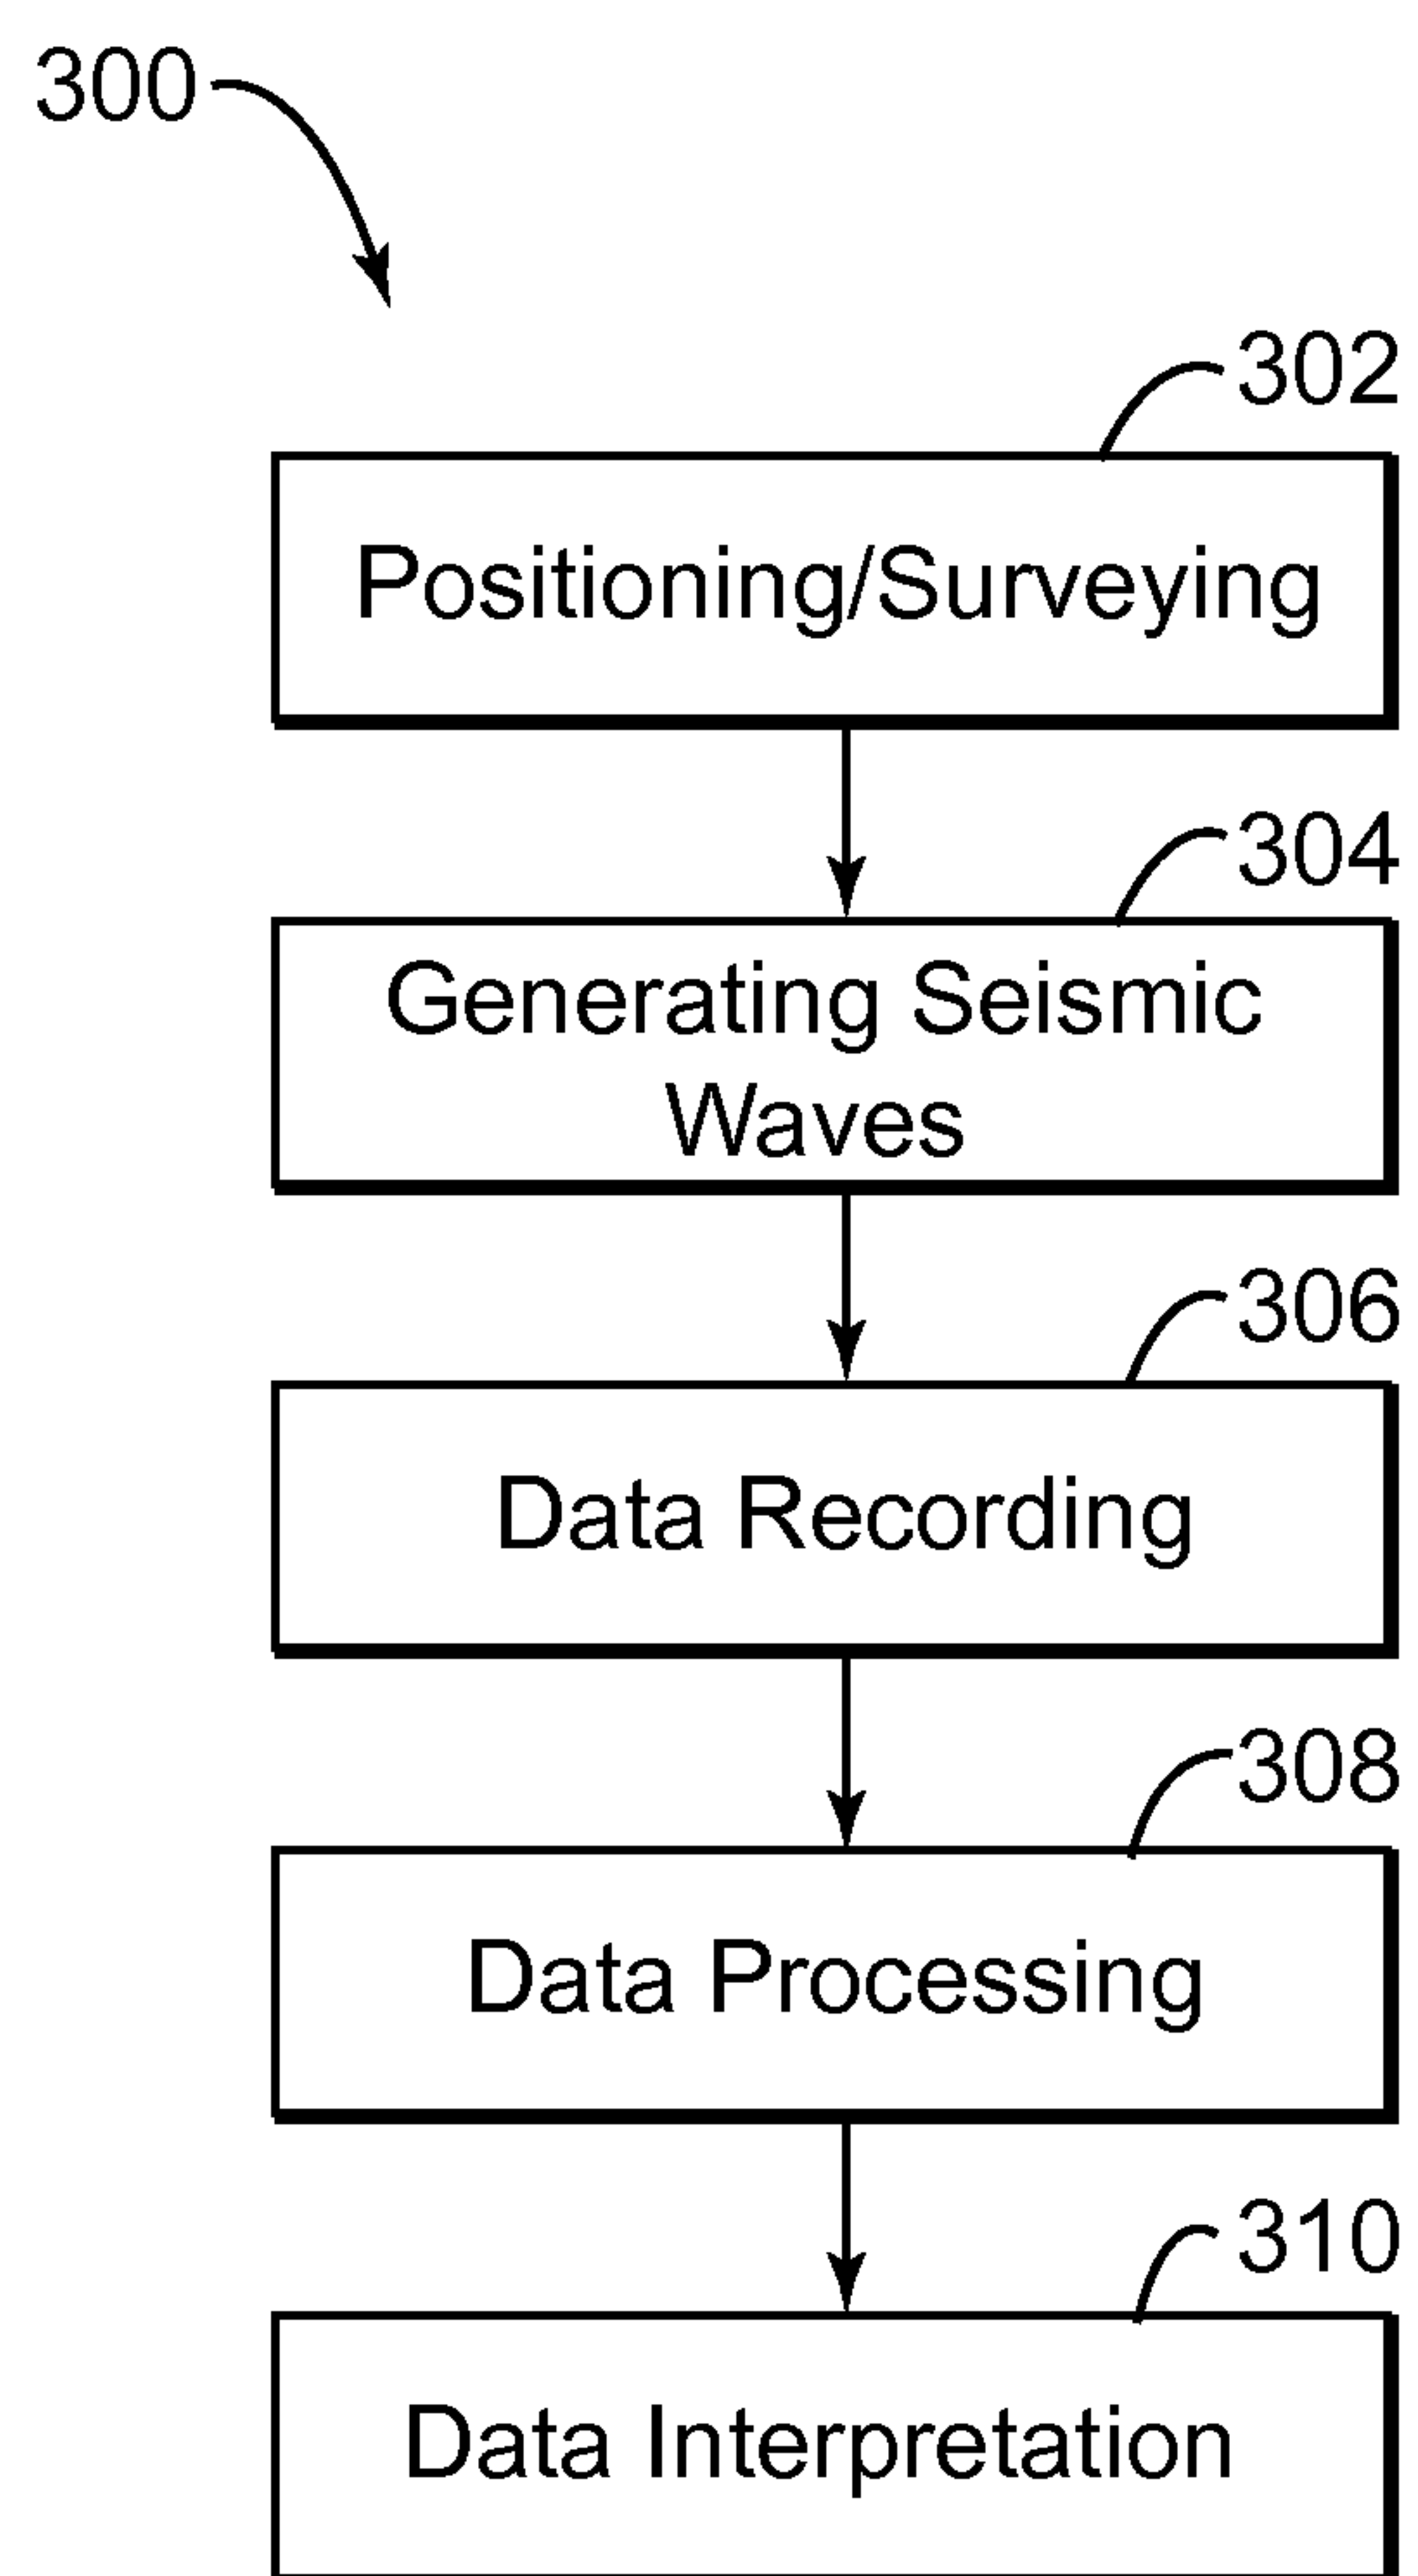 300
302
Positioning/Surveying
304
Generating Seismic
Waves
306
Data Recording
308
Data Processing
310
Data Interpretation